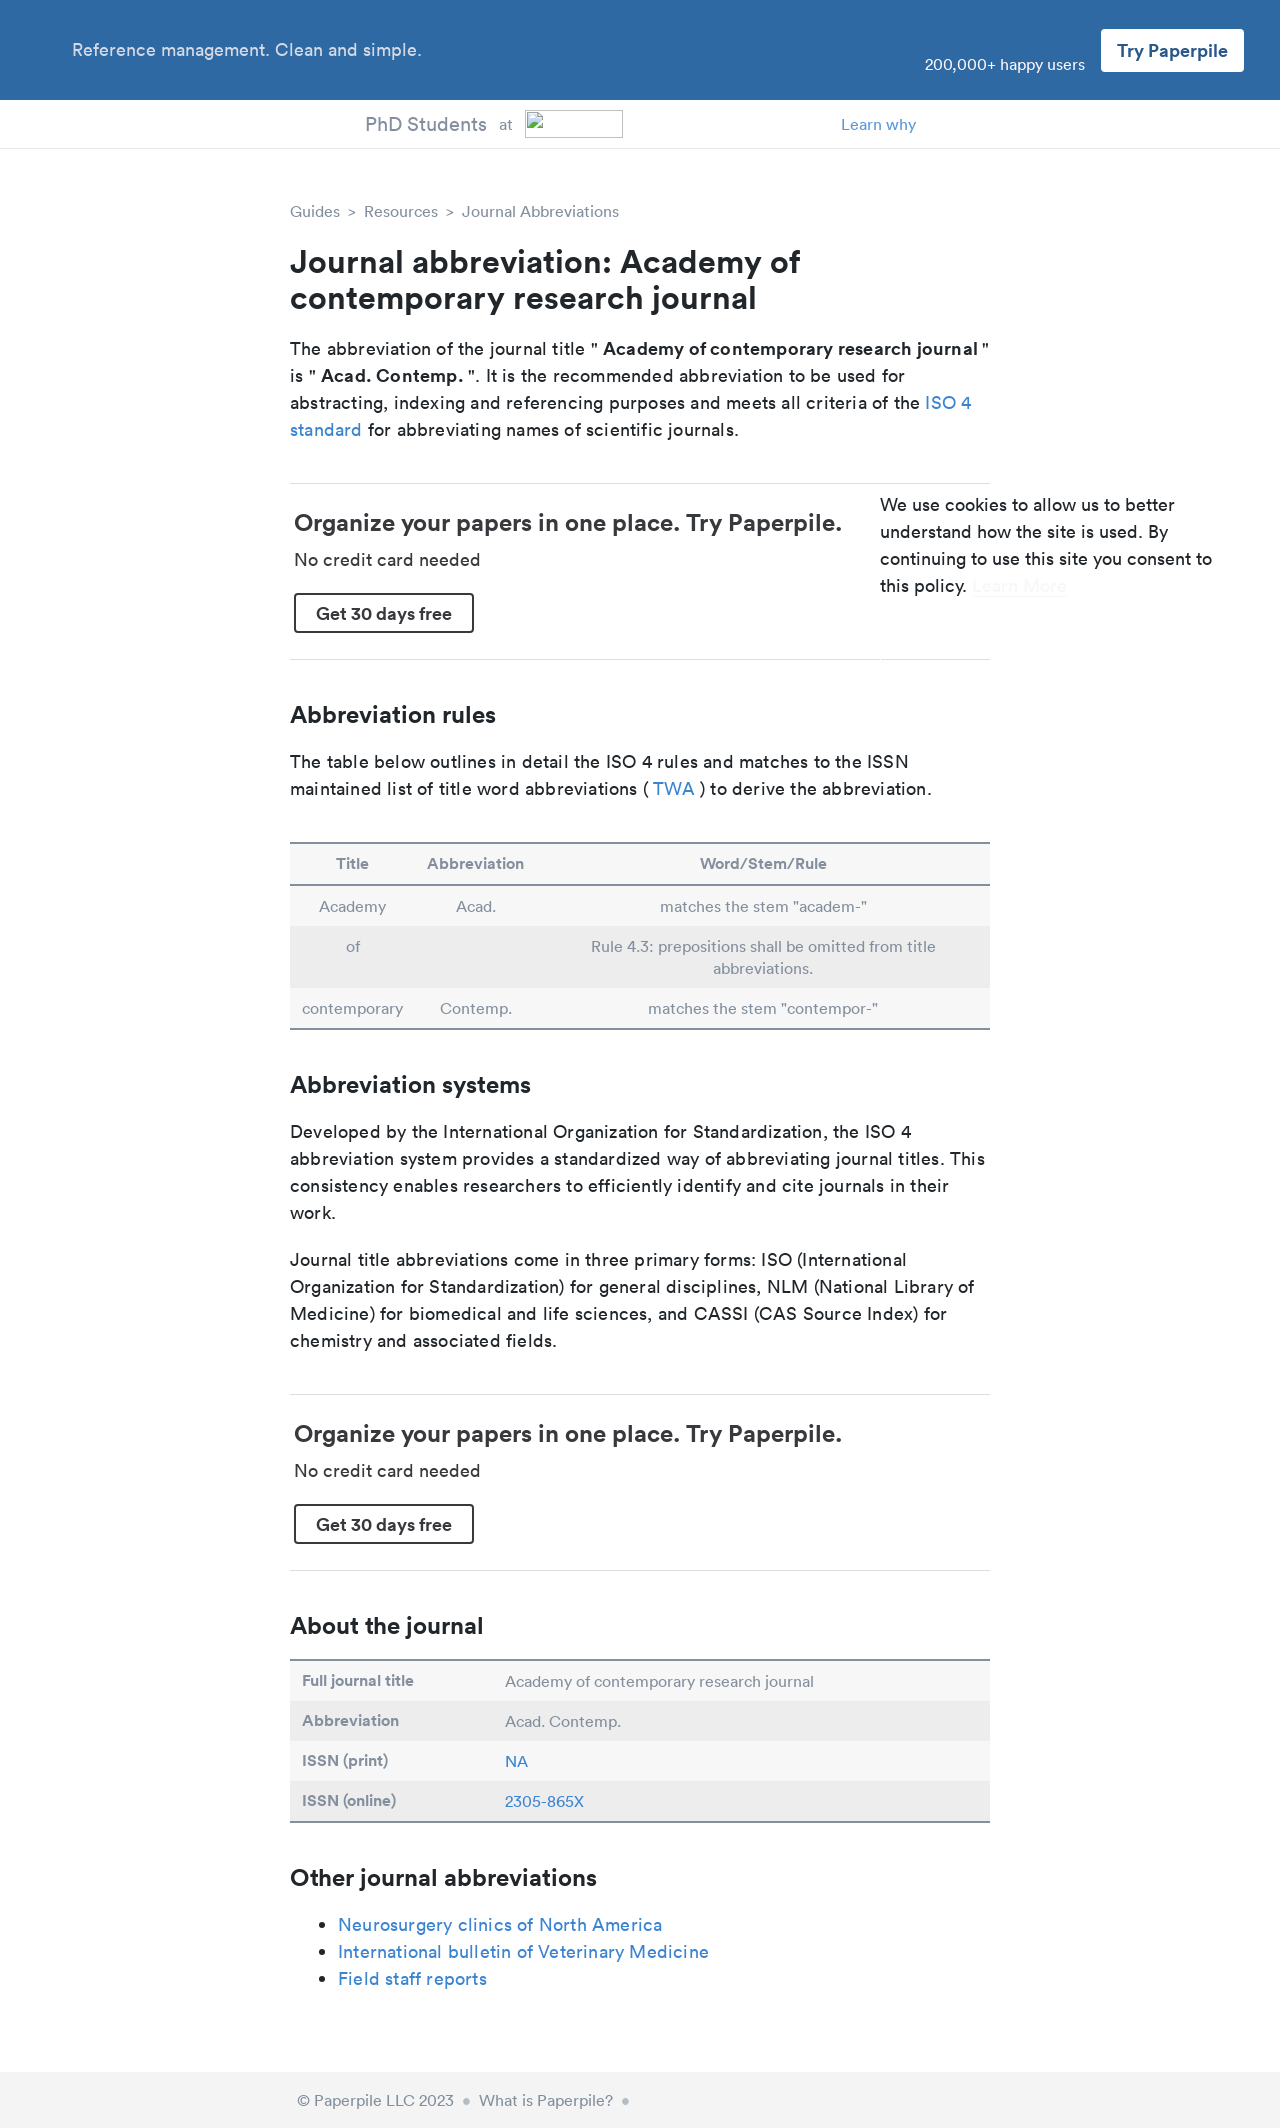 Reference management. Clean and simple.
200,000+ happy users
Try Paperpile
PhD Students at
Learn why
Guides > Resources > Journal Abbreviations
Journal abbreviation: Academy of
contemporary research journal
The abbreviation of the journal title " Academy of contemporary research journal "
is " Acad. Contemp. ". It is the recommended abbreviation to be used for
abstracting, indexing and referencing purposes and meets all criteria of the ISO 4
standard for abbreviating names of scientific journals.
Organize your papers in one place. Try Paperpile.
No credit card needed
Get 30 days free
We use cookies to allow us to better
understand how the site is used. By
continuing to use this site you consent to
this policy. Learn More
Abbreviation rules
The table below outlines in detail the ISO 4 rules and matches to the ISSN
maintained list of title word abbreviations ( TWA ) to derive the abbreviation.
Title Abbreviation Word/Stem/Rule
Academy Acad. matches the stem "academ-"
of Rule 4.3: prepositions shall be omitted from title
abbreviations.
contemporary Contemp. matches the stem "contempor-"
Abbreviation systems
Developed by the International Organization for Standardization, the ISO 4
abbreviation system provides a standardized way of abbreviating journal titles. This
consistency enables researchers to efficiently identify and cite journals in their
work.
Journal title abbreviations come in three primary forms: ISO (International
Organization for Standardization) for general disciplines, NLM (National Library of
Medicine) for biomedical and life sciences, and CASSI (CAS Source Index) for
chemistry and associated fields.
Organize your papers in one place. Try Paperpile.
No credit card needed
Get 30 days free
About the journal
Full journal title Academy of contemporary research journal
Abbreviation Acad. Contemp.
ISSN (print) NA
ISSN (online) 2305-865X
Other journal abbreviations
• Neurosurgery clinics of North America
• International bulletin of Veterinary Medicine
• Field staff reports
© Paperpile LLC 2023 • What is Paperpile? •